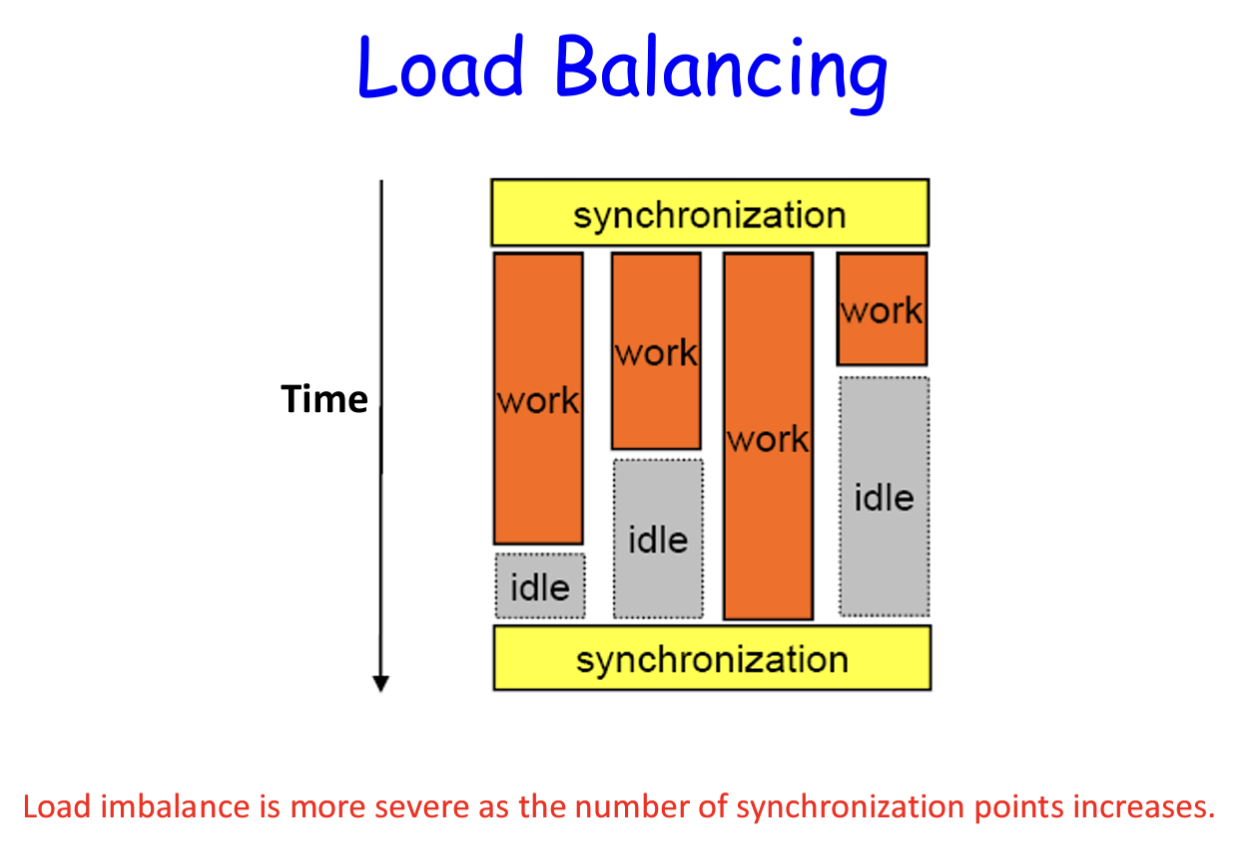 Load Balancing
synchronization
work
work
work
work
Time
idle
idle
idle
synchronization
Load imbalance is more severe as the number of synchronization points increases.